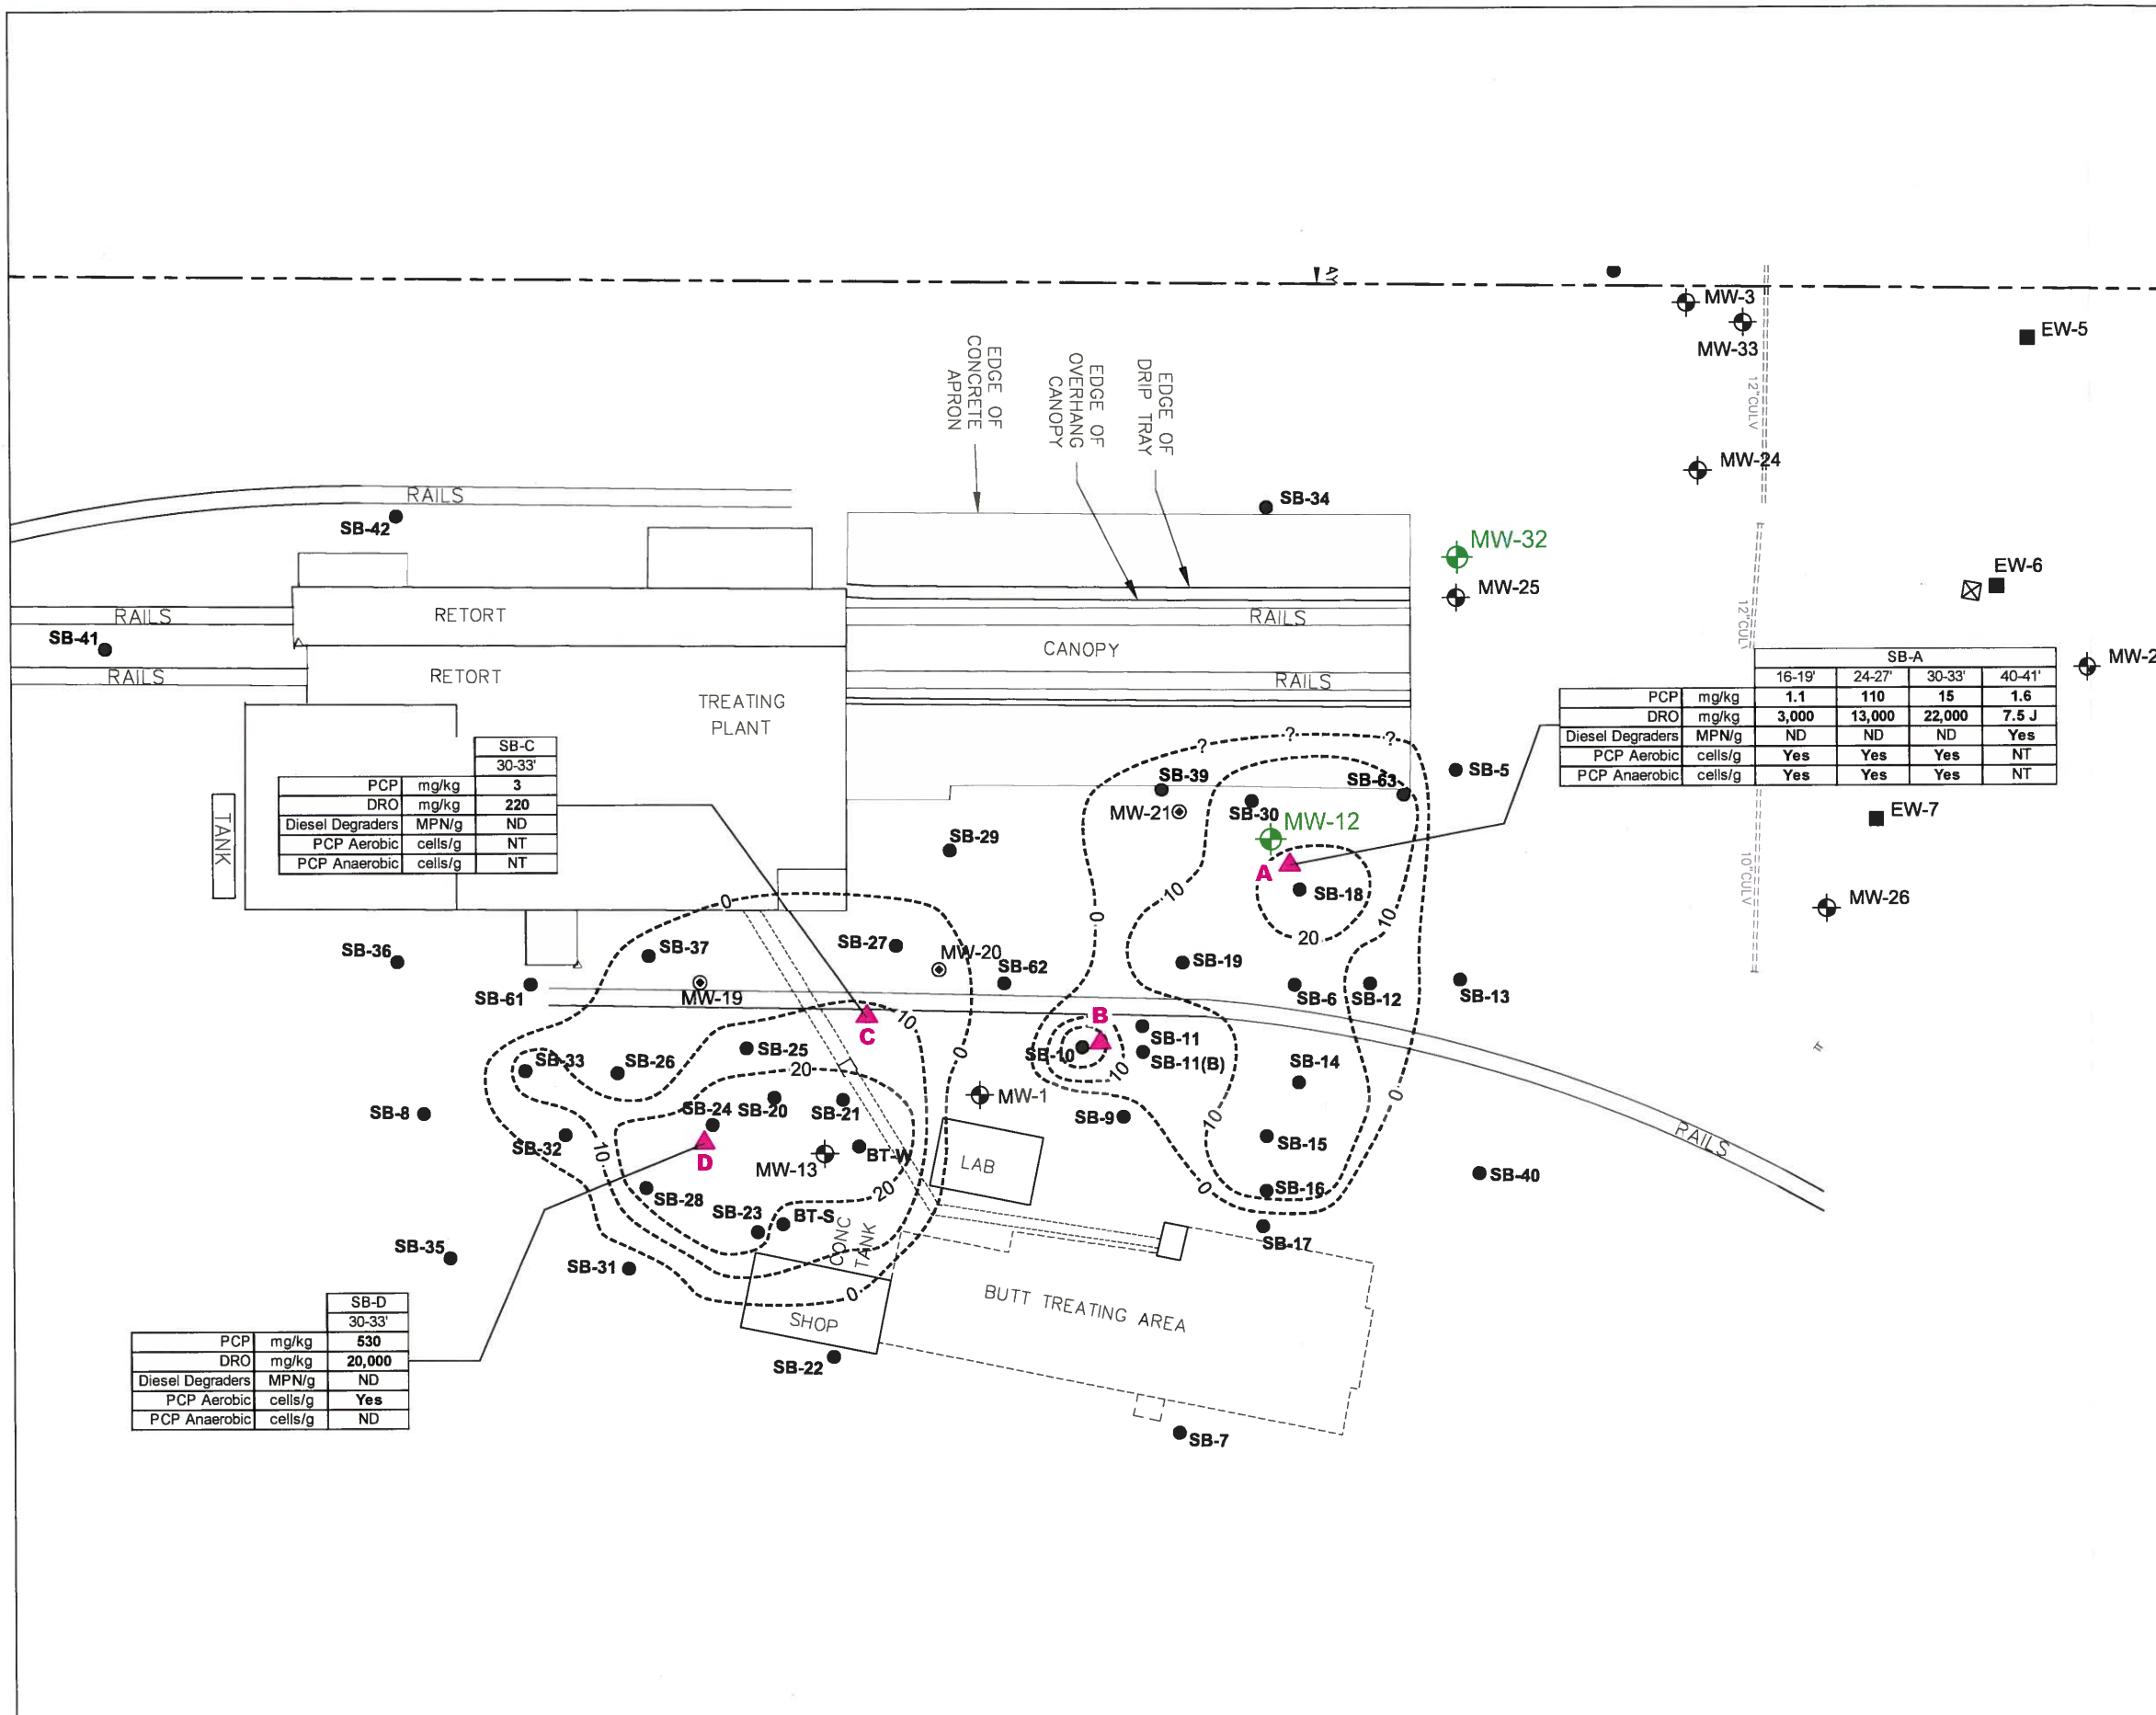 MW-3
MW-33
EW-5
12"CULV
EDGE OF
CONCRETE
APRON
EDGE OF
OVERHANG
CANOPY
EDGE OF
DRIP TRAY
MW-24
RAILS
SB-42
SB-34
MW-32
MW-25
EW-6
12"CUL
RAILS
RETORT
RAILS
SB-41
CANOPY
RAILS
RETORT
RAILS
MW-2
TREATING
PLANT
SB-A
16-19' 24-27' 30-33' 40-41'
PCP mg/kg 1.1 110 15 1.6
DRO mg/kg 3,000 13,000 22,000 7.5 J
Diesel Degraders MPN/g ND ND ND Yes
PCP Aerobic cells/g Yes Yes Yes NT
PCP Anaerobic cells/g Yes Yes Yes NT
SB-C
30-33'
PCP mg/kg 3
DRO mg/kg 220
Diesel Degraders MPN/g ND
PCP Aerobic cells/g NT
PCP Anaerobic cells/g NT
TANK
? ? ?
SB-39
SB-63
SB-5
MW-21
SB-30
MW-12
EW-7
SB-29
A
SB-18
10
10
20
0
10"CULV
MW-26
0
SB-36
SB-37
SB-27
MW-20
SB-62
SB-19
SB-61
MW-19
SB-6
SB-12
SB-13
C
10
B
SB-11
SB-10
SB-11(B)
10
0
SB-33
SB-26
SB-25
20
SB-14
MW-1
0
SB-8
SB-24
SB-20
SB-21
SB-9
10
SB-32
10
D
MW-13
BT-W
LAB
SB-15
RAILS
SB-40
SB-28
20
0
SB-16
SB-23
BT-S
CONC
TANK
SB-17
SB-35
SB-31
0
SHOP
BUTT TREATING AREA
SB-22
SB-D
30-33'
PCP mg/kg 530
DRO mg/kg 20,000
Diesel Degraders MPN/g ND
PCP Aerobic cells/g Yes
PCP Anaerobic cells/g ND
SB-7